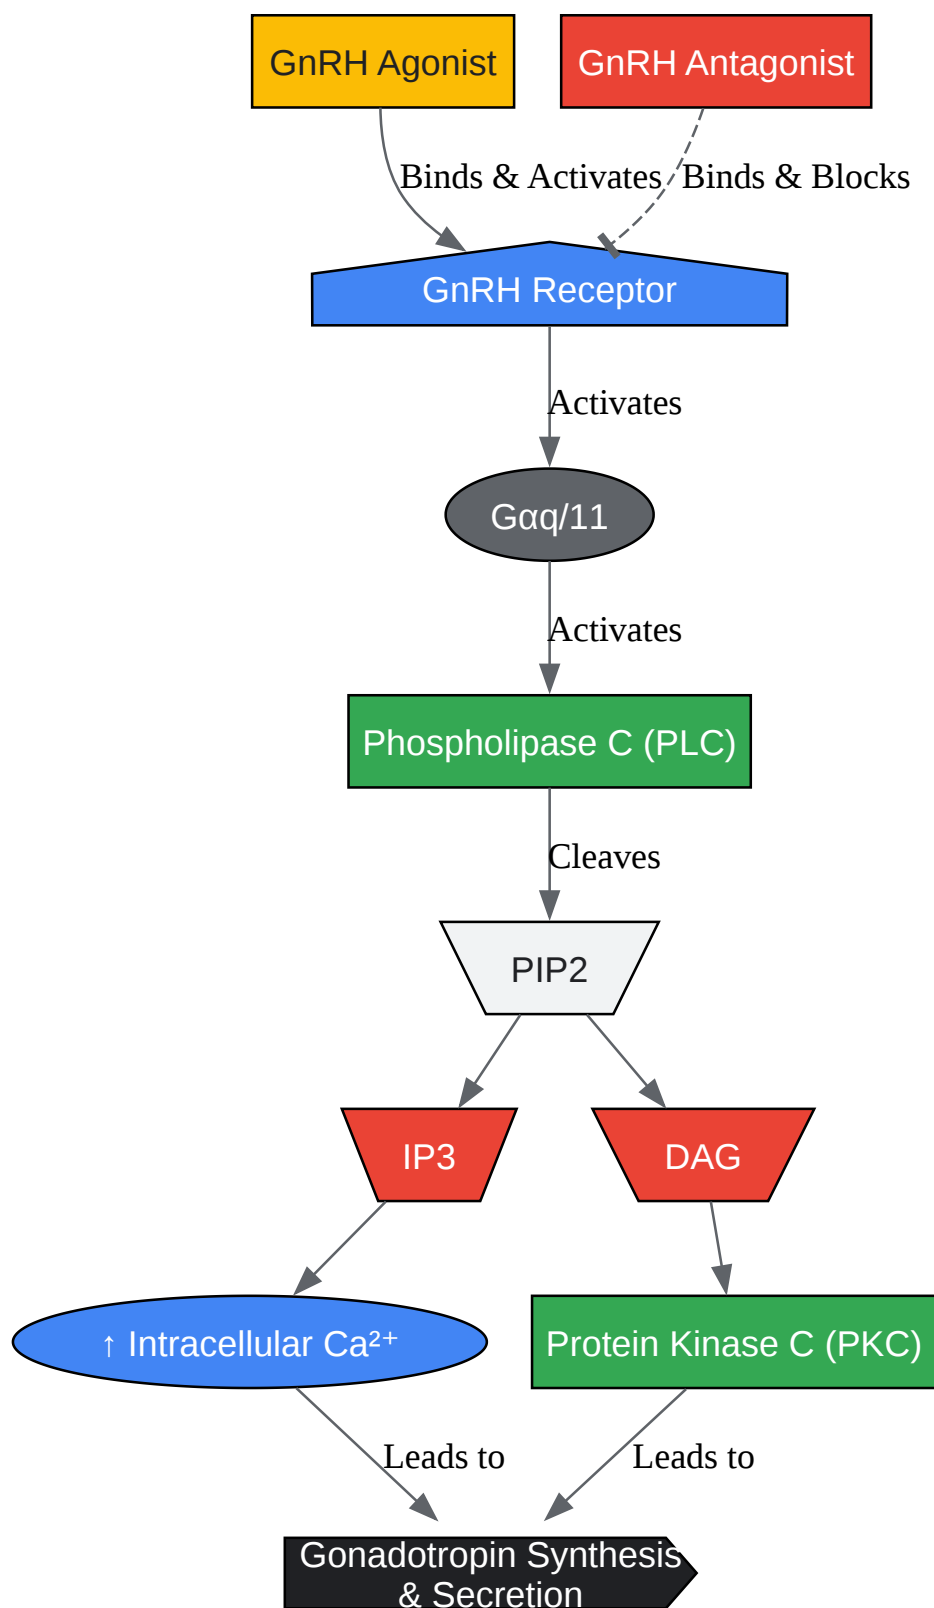 GnRH Agonist
GnRH Antagonist
Binds & Activates
Binds & Blocks
GnRH Receptor
Activates
Gαq/11
Activates
Phospholipase C (PLC)
Cleaves
PIP2
IP3
DAG
↑ Intracellular Ca²⁺
Protein Kinase C (PKC)
Leads to
Leads to
Gonadotropin Synthesis
& Secretion